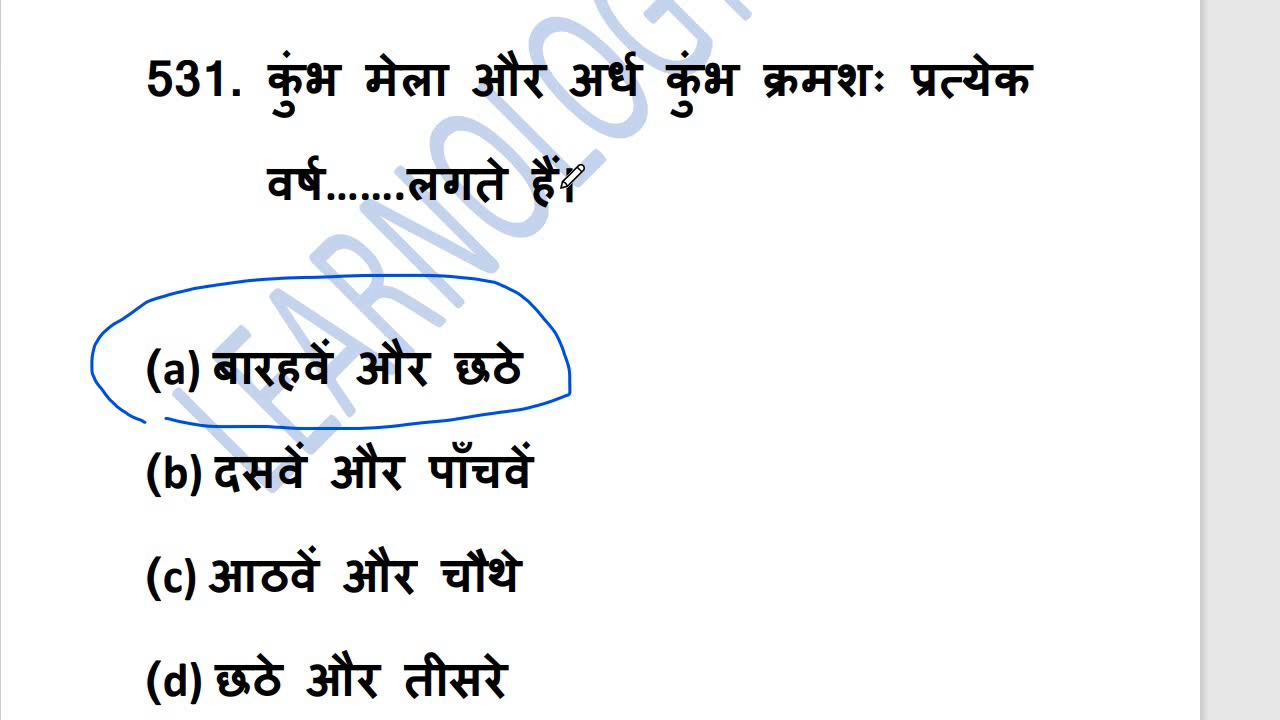 531. कुंभ मेला और अर्ध कुंभ क्रमशः प्रत्येक
वर्ष.......लगते हैं।
(a) बारहवें और छठे
(b) दसवें और पाँचवें
(c) आठवें और चौथे
(d) छठे और तीसरे
LEARNOLOGY